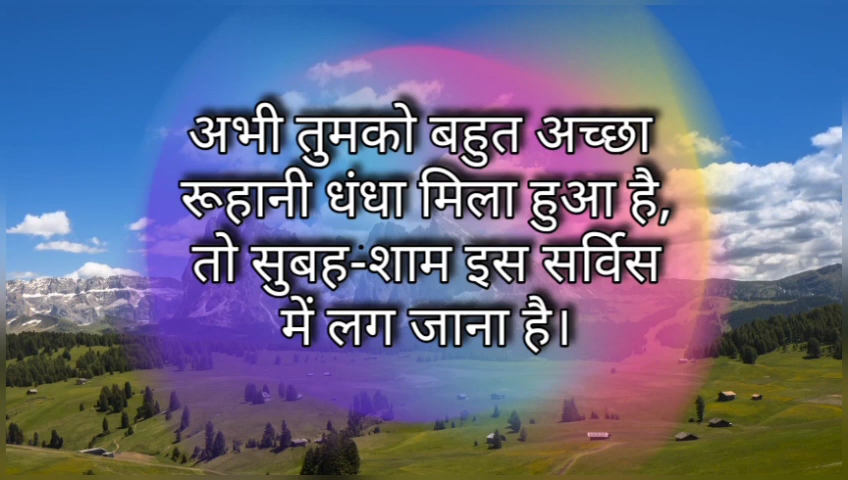 अभी तुमको बहुत अच्छा
रूहानी धंधा मिला हुआ है,
तो सुबह-शाम इस सर्विस
में लग जाना है।